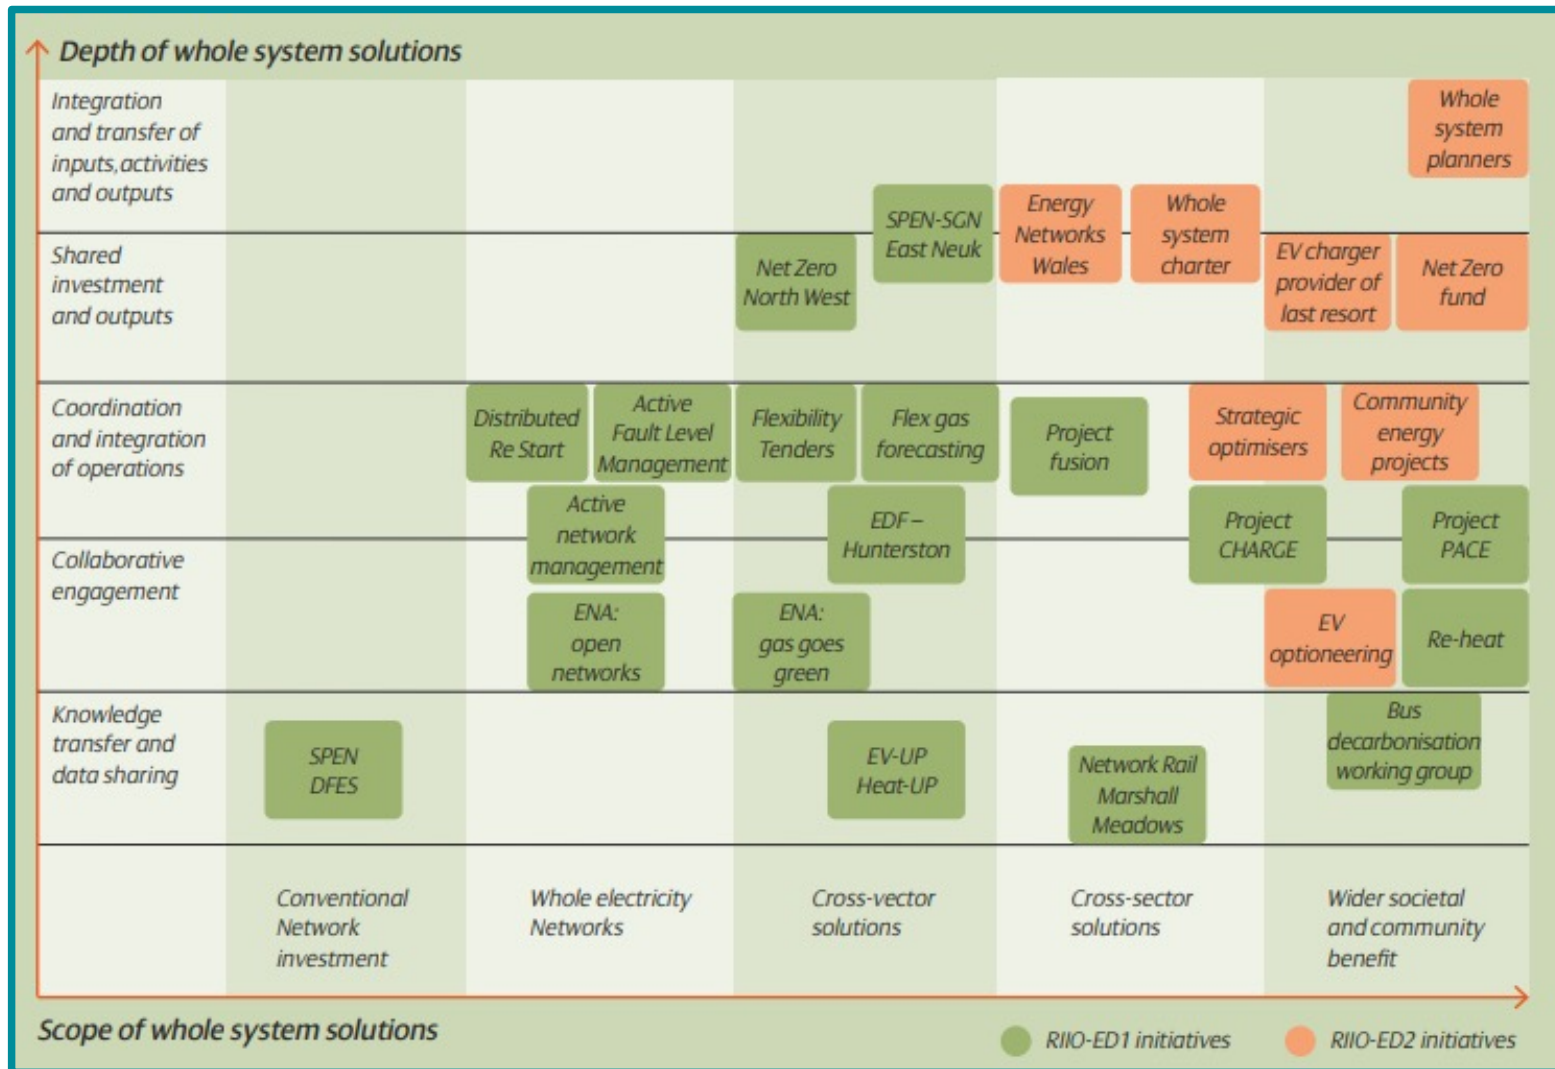 Depth of whole system solutions
Integration
and transfer of
inputs, activities
and outputs
Whole
system
planners
SPEN-SGN
East Neuk
Energy
Networks
Wales
Whole
system
charter
Shared
investment
and outputs
Net Zero
North West
EV charger
provider of
last resort
Net Zero
fund
Coordination
and integration
of operations
Distributed
Re Start
Active
Fault Level
Management
Flexibility
Tenders
Flex gas
forecasting
Project
fusion
Strategic
optimisers
Community
energy
projects
Active
network
management
EDF –
Hunterston
Project
CHARGE
Project
PACE
Collaborative
engagement
ENA:
open
networks
ENA:
gas goes
green
EV
optioneering
Re-heat
Knowledge
transfer and
data sharing
SPEN
DFES
EV-UP
Heat-UP
Network Rail
Marshall
Meadows
Bus
decarbonisation
working group
Conventional
Network
investment
Whole electricity
Networks
Cross-vector
solutions
Cross-sector
solutions
Wider societal
and community
benefit
Scope of whole system solutions
RIIO-ED1 initiatives
RIIO-ED2 initiatives